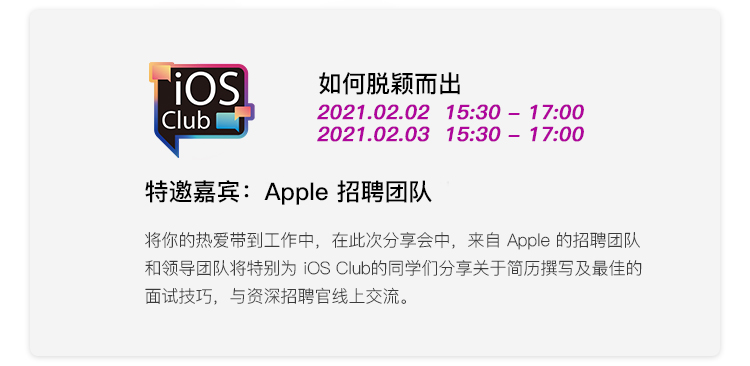 iOS
Club
如何脱颖而出
2021.02.02 15:30 - 17:00
2021.02.03 15:30 - 17:00
特邀嘉宾：Apple 招聘团队
将你的热爱带到工作中，在此次分享会中，来自 Apple 的招聘团队
和领导团队将特别为 iOS Club的同学们分享关于简历撰写及最佳的
面试技巧，与资深招聘官线上交流。